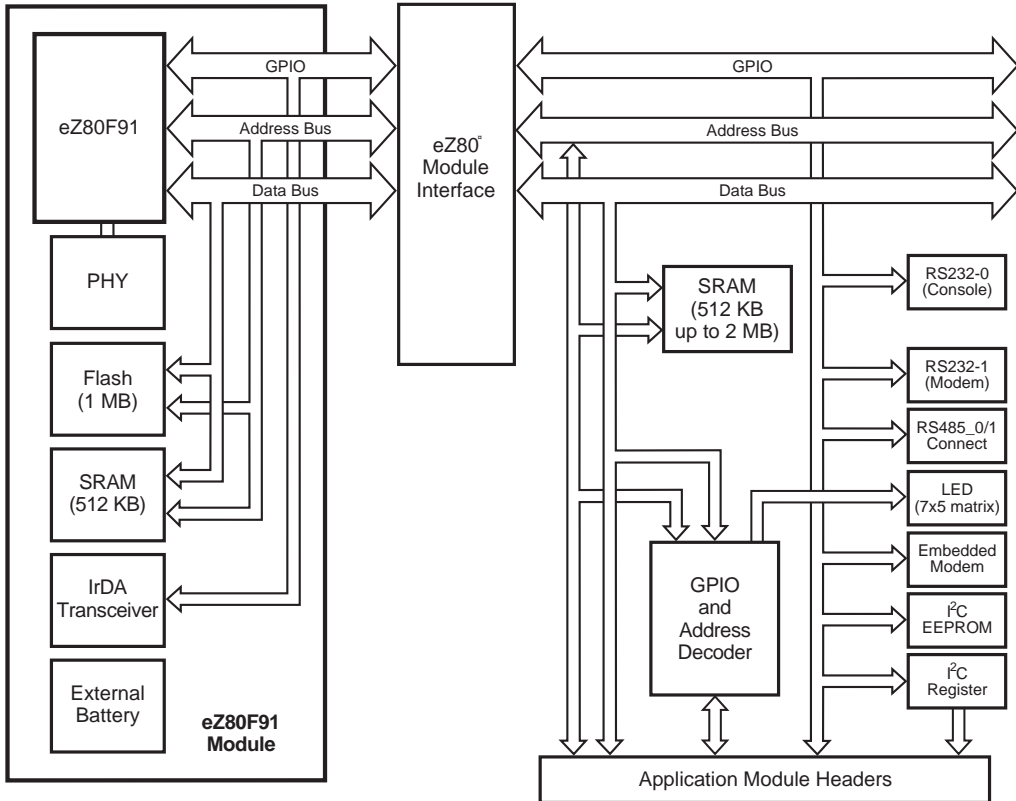 eZ80F91
GPIO
Address Bus
Data Bus
PHY
Flash
(1 MB)
SRAM
(512 KB)
IrDA
Transceiver
External
Battery
eZ80F91
Module
eZ80®
Module
Interface
GPIO
Address Bus
Data Bus
SRAM
(512 KB
up to 2 MB)
GPIO
and
Address
Decoder
RS232-0
(Console)
RS232-1
(Modem)
RS485_0/1
Connect
LED
(7x5 matrix)
Embedded
Modem
I²C
EEPROM
I²C
Register
Application Module Headers